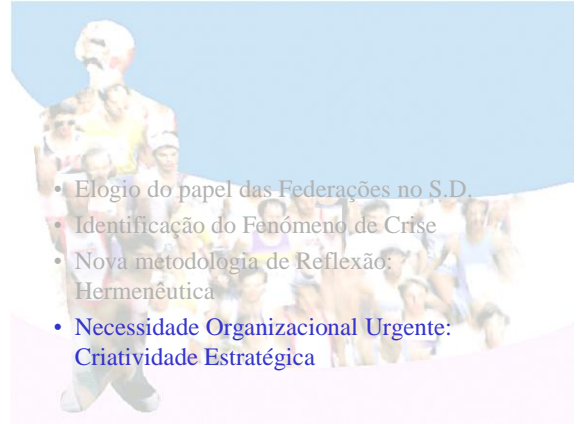 • Elogio do papel das Federações no S.D.
• Identificação do Fenómeno de Crise
• Nova metodologia de Reflexão:
Hermenêutica
• Necessidade Organizacional Urgente:
Criatividade Estratégica